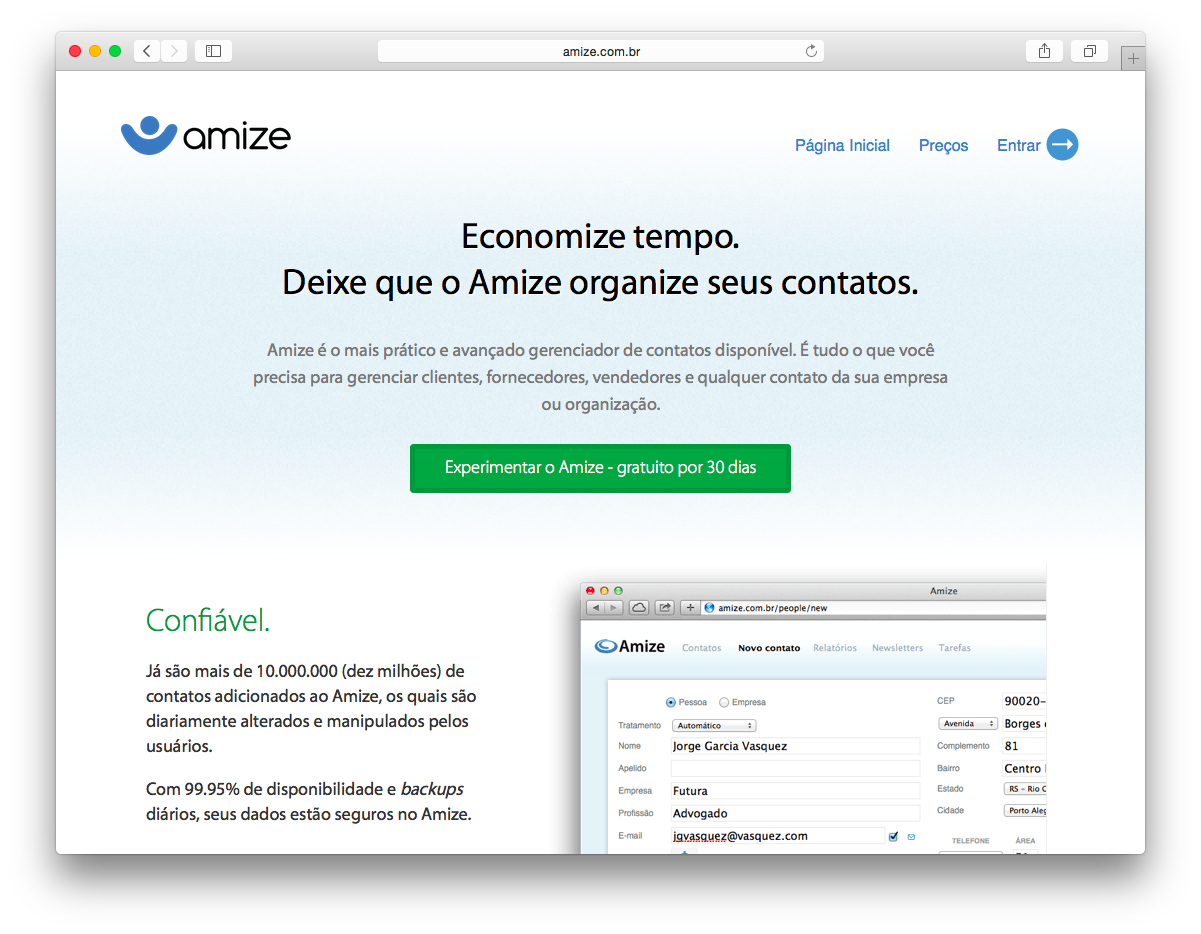 amize.com.br
amize
Página Inicial
Preços
Entrar
Economize tempo.
Deixe que o Amize organize seus contatos.
Amize é o mais prático e avançado gerenciador de contatos disponível. É tudo o que você
precisa para gerenciar clientes, fornecedores, vendedores e qualquer contato da sua empresa
ou organização.
Experimentar o Amize - gratuito por 30 dias
Confiável.
Já são mais de 10.000.000 (dez milhões) de
contatos adicionados ao Amize, os quais são
diariamente alterados e manipulados pelos
usuários.
Com 99.95% de disponibilidade e backups
diários, seus dados estão seguros no Amize.
Amize
amize.com.br/people/new
Amize
Contatos
Novo contato
Relatórios
Newsletters
Tarefas
Pessoa
Empresa
Tratamento
Automático
Nome
Jorge Garcia Vasquez
Apelido
Empresa
Futura
Profissão
Advogado
E-mail
jgvasquez@vasquez.com
CEP
90020-
Avenida
Borges
Complemento
81
Bairro
Centro
Estado
RS - Rio
Cidade
Porto Aleg
TELEFONE
ÁREA